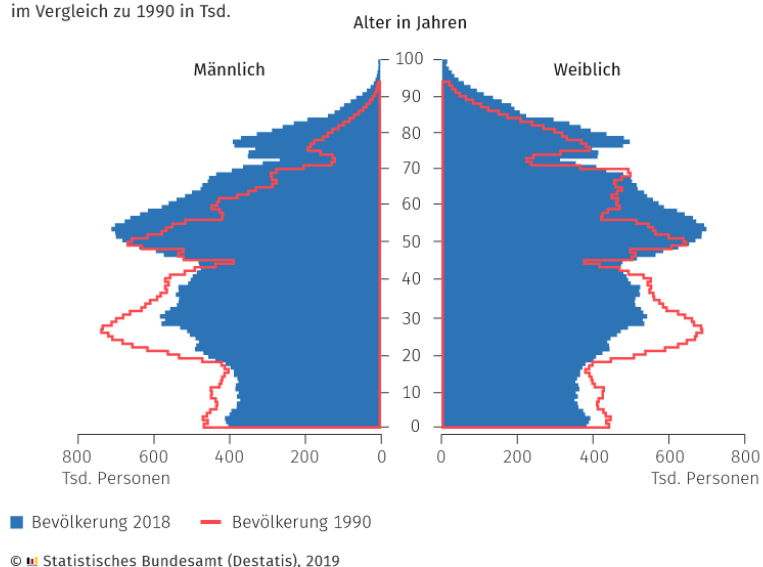 im Vergleich zu 1990 in Tsd.
Alter in Jahren
Männlich
Weiblich
100
90
80
70
60
50
40
30
20
10
0
800 600 400 200 0
0 200 400 600 800
Tsd. Personen
Tsd. Personen
Bevölkerung 2018
Bevölkerung 1990
© Statistisches Bundesamt (Destatis), 2019